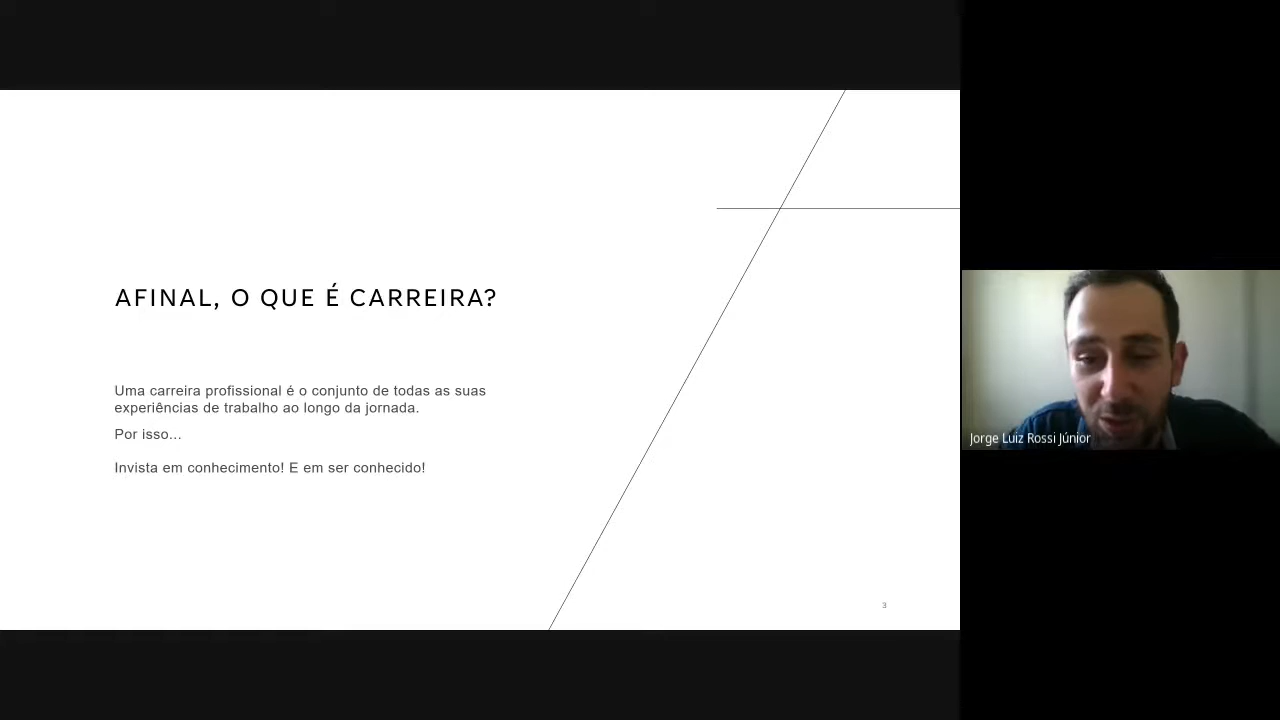 AFINAL, O QUE É CARREIRA?
Uma carreira profissional é o conjunto de todas as suas
experiências de trabalho ao longo da jornada.
Por isso...
Invista em conhecimento! E em ser conhecido!
3
Jorge Luiz Rossi Júnior